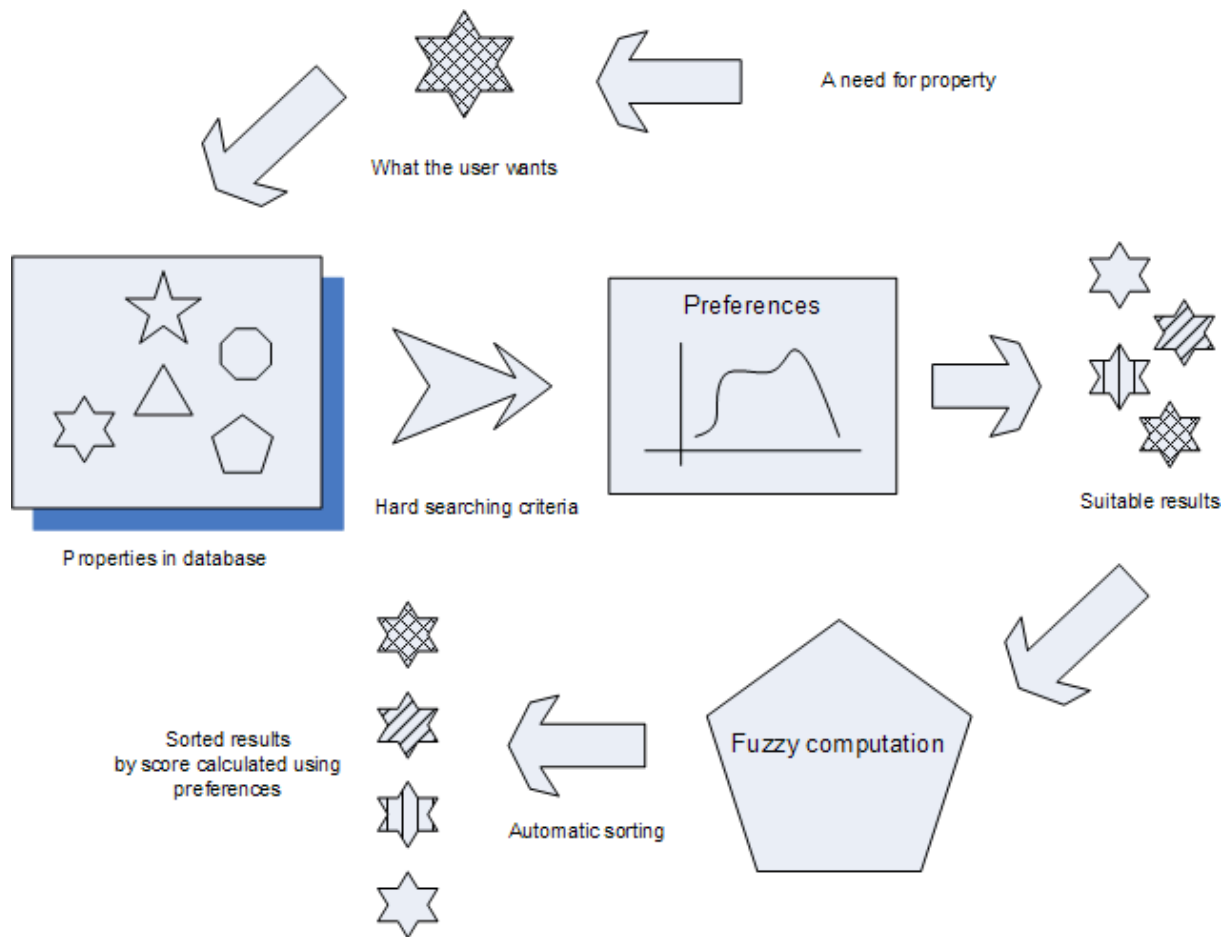 A need for property
What the user wants
Preferences
Hard searching criteria
Suitable results
Properties in database
Fuzzy computation
Sorted results
by score calculated using
preferences
Automatic sorting